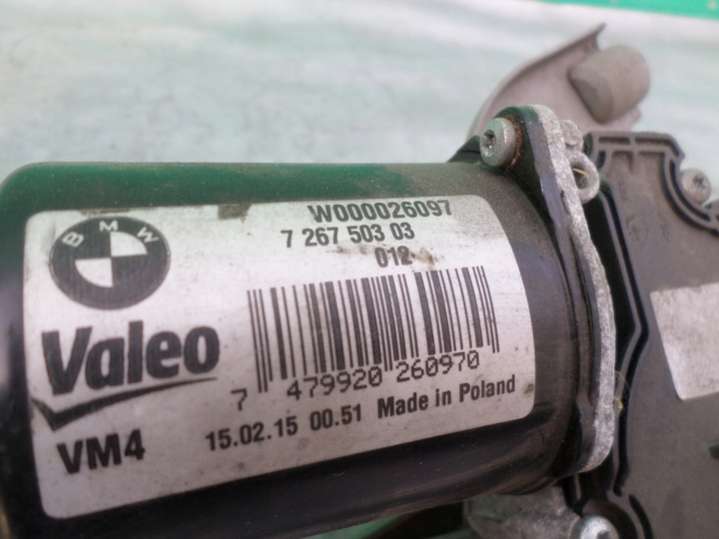 W000026097
7 267 503 03
012
BMW
Valeo
7 479920 260970
VM4
15.02.15 00.51 Made in Poland